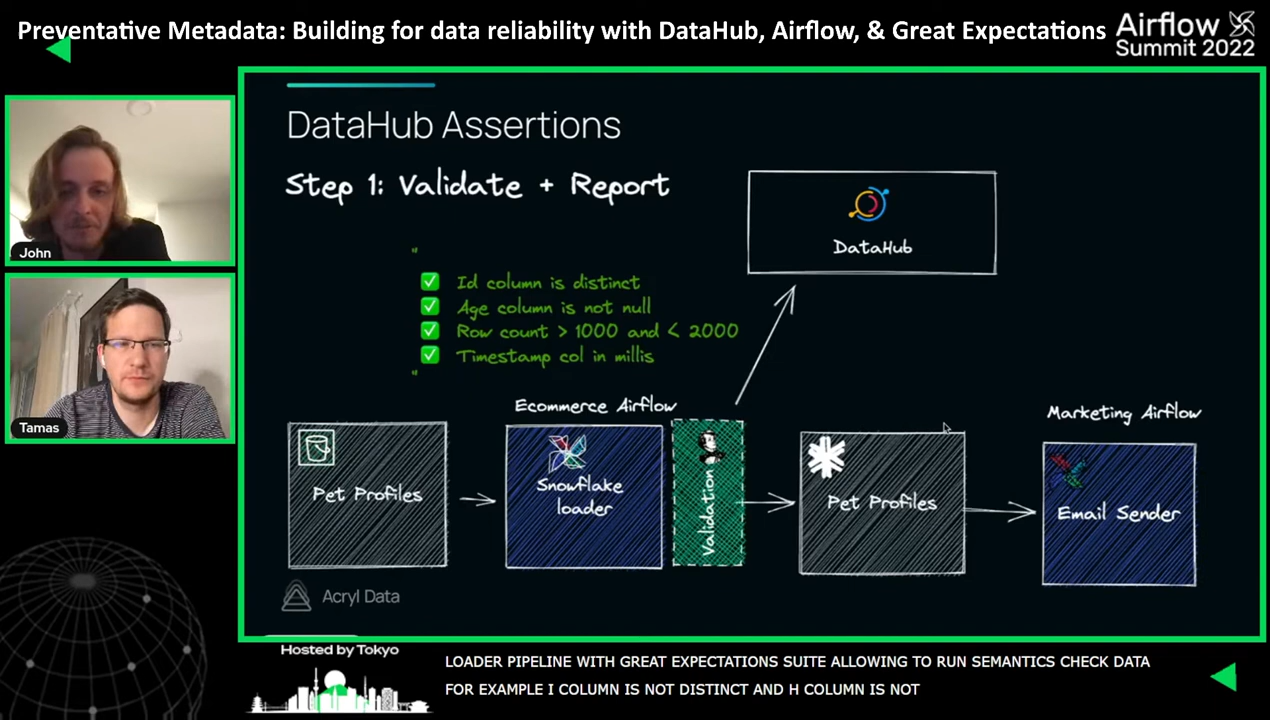 Preventative Metadata: Building for data reliability with DataHub, Airflow, & Great Expectations
Airflow
Summit 2022
John
Tamas
DataHub Assertions
Step 1: Validate + Report
DataHub
"
Id column is distinct
Age column is not null
Row count > 1000 and < 2000
Timestamp col in millis
"
Ecommerce Airflow
Marketing Airflow
Pet Profiles
Snowflake
loader
Validation
Pet Profiles
Email Sender
Acryl Data
Hosted by Tokyo
LOADER PIPELINE WITH GREAT EXPECTATIONS SUITE ALLOWING TO RUN SEMANTICS CHECK DATA
FOR EXAMPLE I COLUMN IS NOT DISTINCT AND H COLUMN IS NOT